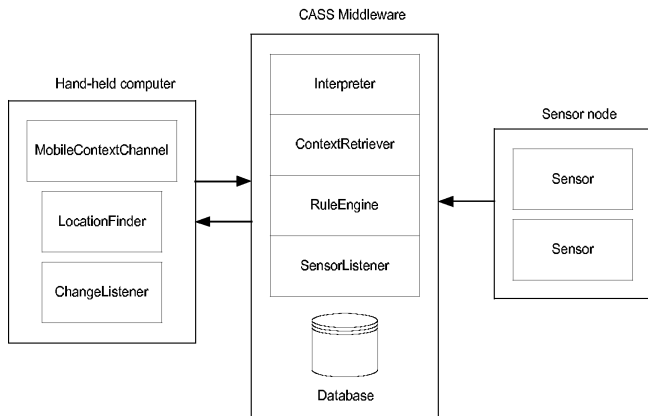 CASS Middleware
Hand-held computer
MobileContextChannel
LocationFinder
ChangeListener
Interpreter
ContextRetriever
RuleEngine
SensorListener
Database
Sensor node
Sensor
Sensor